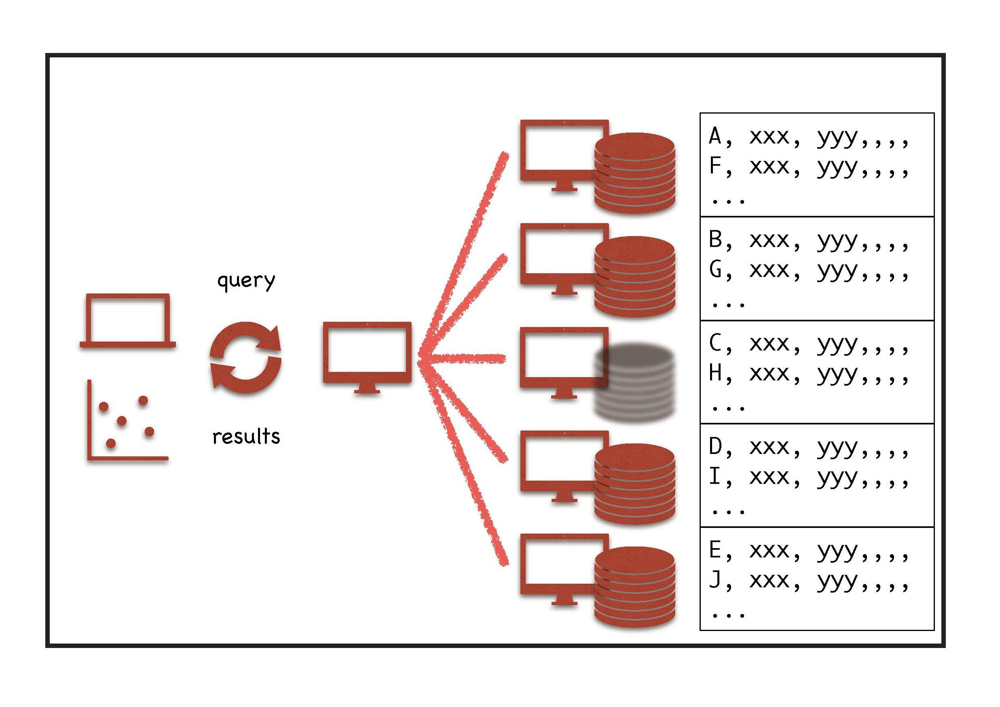 query
results
A, xxx, yyy,,,,
F, xxx, yyy,,,,
...
B, xxx, yyy,,,,
G, xxx, yyy,,,,
...
C, xxx, yyy,,,,
H, xxx, yyy,,,,
...
D, xxx, yyy,,,,
I, xxx, yyy,,,,
...
E, xxx, yyy,,,,
J, xxx, yyy,,,,
...